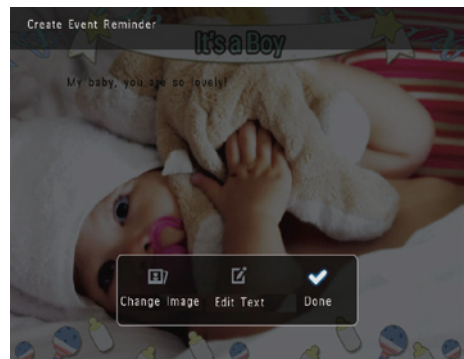 Create Event Reminder
It's a Boy
My baby, you are so lovely!
Change Image Edit Text Done